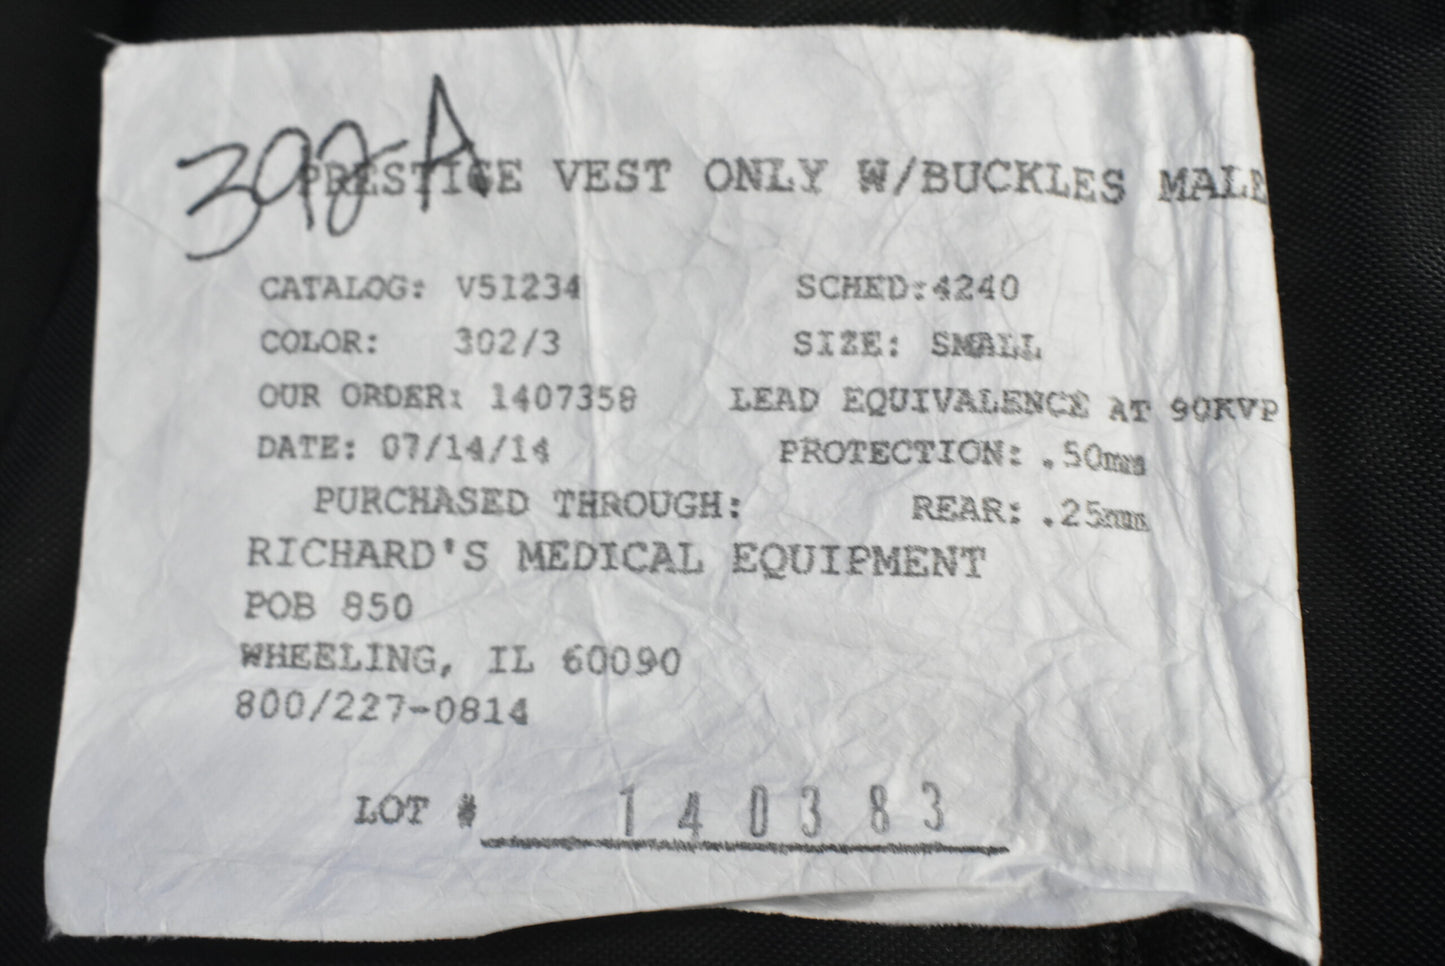 392-A
PRESTIGE VEST ONLY W/BUCKLES MALE
CATALOG: V51234 SCHED:4240
COLOR: 302/3 SIZE: SMALL
OUR ORDER: 1407358 LEAD EQUIVALENCE AT 90KVP
DATE: 07/14/14 PROTECTION: .50mm
PURCHASED THROUGH: REAR: .25mm
RICHARD'S MEDICAL EQUIPMENT
POB 850
WHEELING, IL 60090
800/227-0814
LOT # 140383